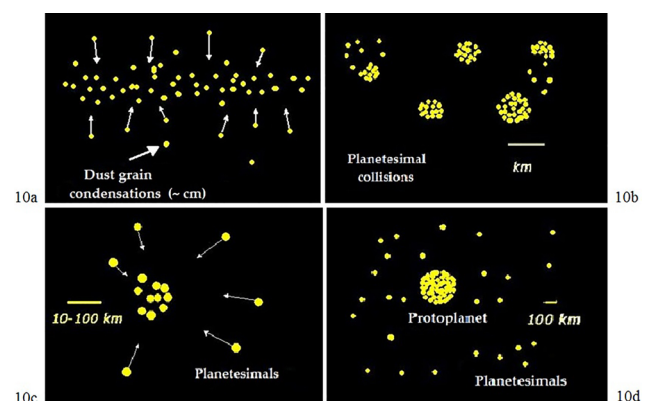 Dust grain
condensations (~ cm)
10a
Planetesimal
collisions
km
10b
10-100 km
Planetesimals
10c
Protoplanet
100 km
Planetesimals
10d